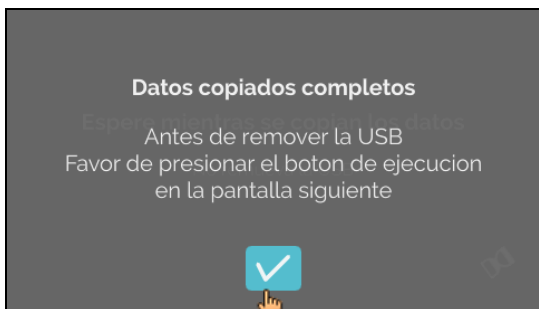 Datos copiados completos
Espere mientras se copian los datos
Antes de remover la USB
Favor de presionar el boton de ejecucion
en la pantalla siguiente